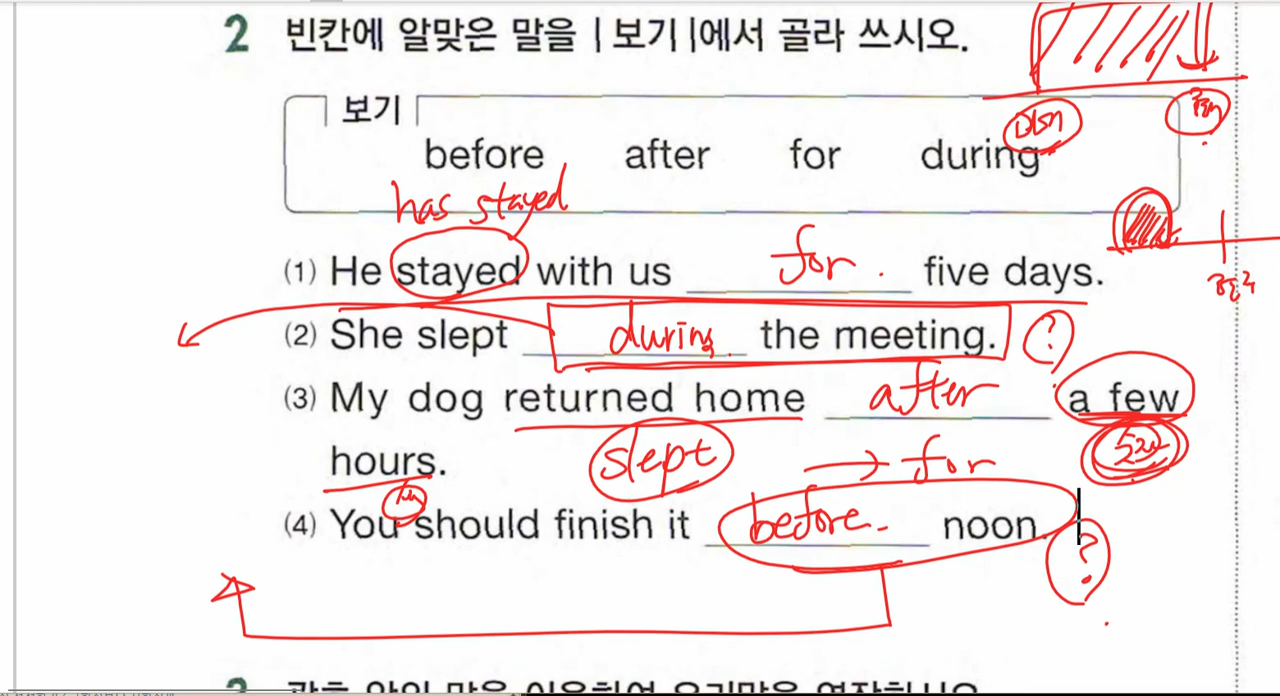 2 빈칸에 알맞은 말을 | 보기 |에서 골라 쓰시오.
보기
before after for during
has stayed
(1) He stayed with us for. five days.
(2) She slept during the meeting. ?
(3) My dog returned home after a few
hours. slept → for
(4) You should finish it before noon. ?